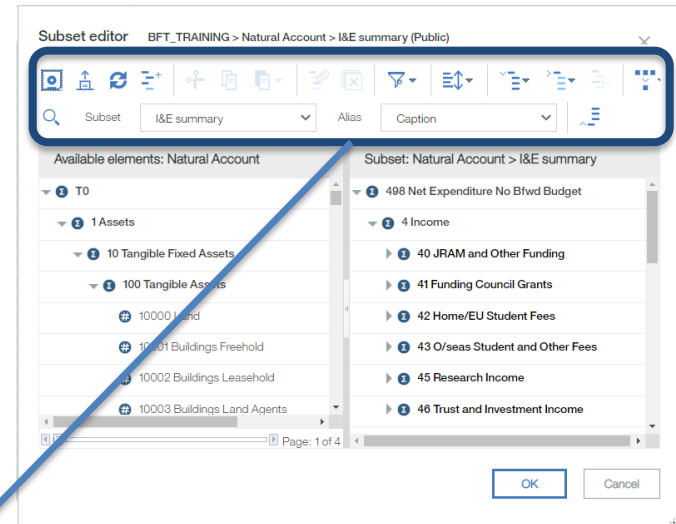 Subset editor BFT_TRAINING > Natural Account > I&E summary (Public)
Subset I&E summary Alias Caption
Available elements: Natural Account Subset: Natural Account > I&E summary
T0 498 Net Expenditure No Bfwd Budget
1 Assets 4 Income
10 Tangible Fixed Assets 40 JRAM and Other Funding
100 Tangible Assets 41 Funding Council Grants
10000 Land 42 Home/EU Student Fees
10001 Buildings Freehold 43 O/seas Student and Other Fees
10002 Buildings Leasehold 45 Research Income
10003 Buildings Land Agents 46 Trust and Investment Income
Page: 1 of 4
OK Cancel